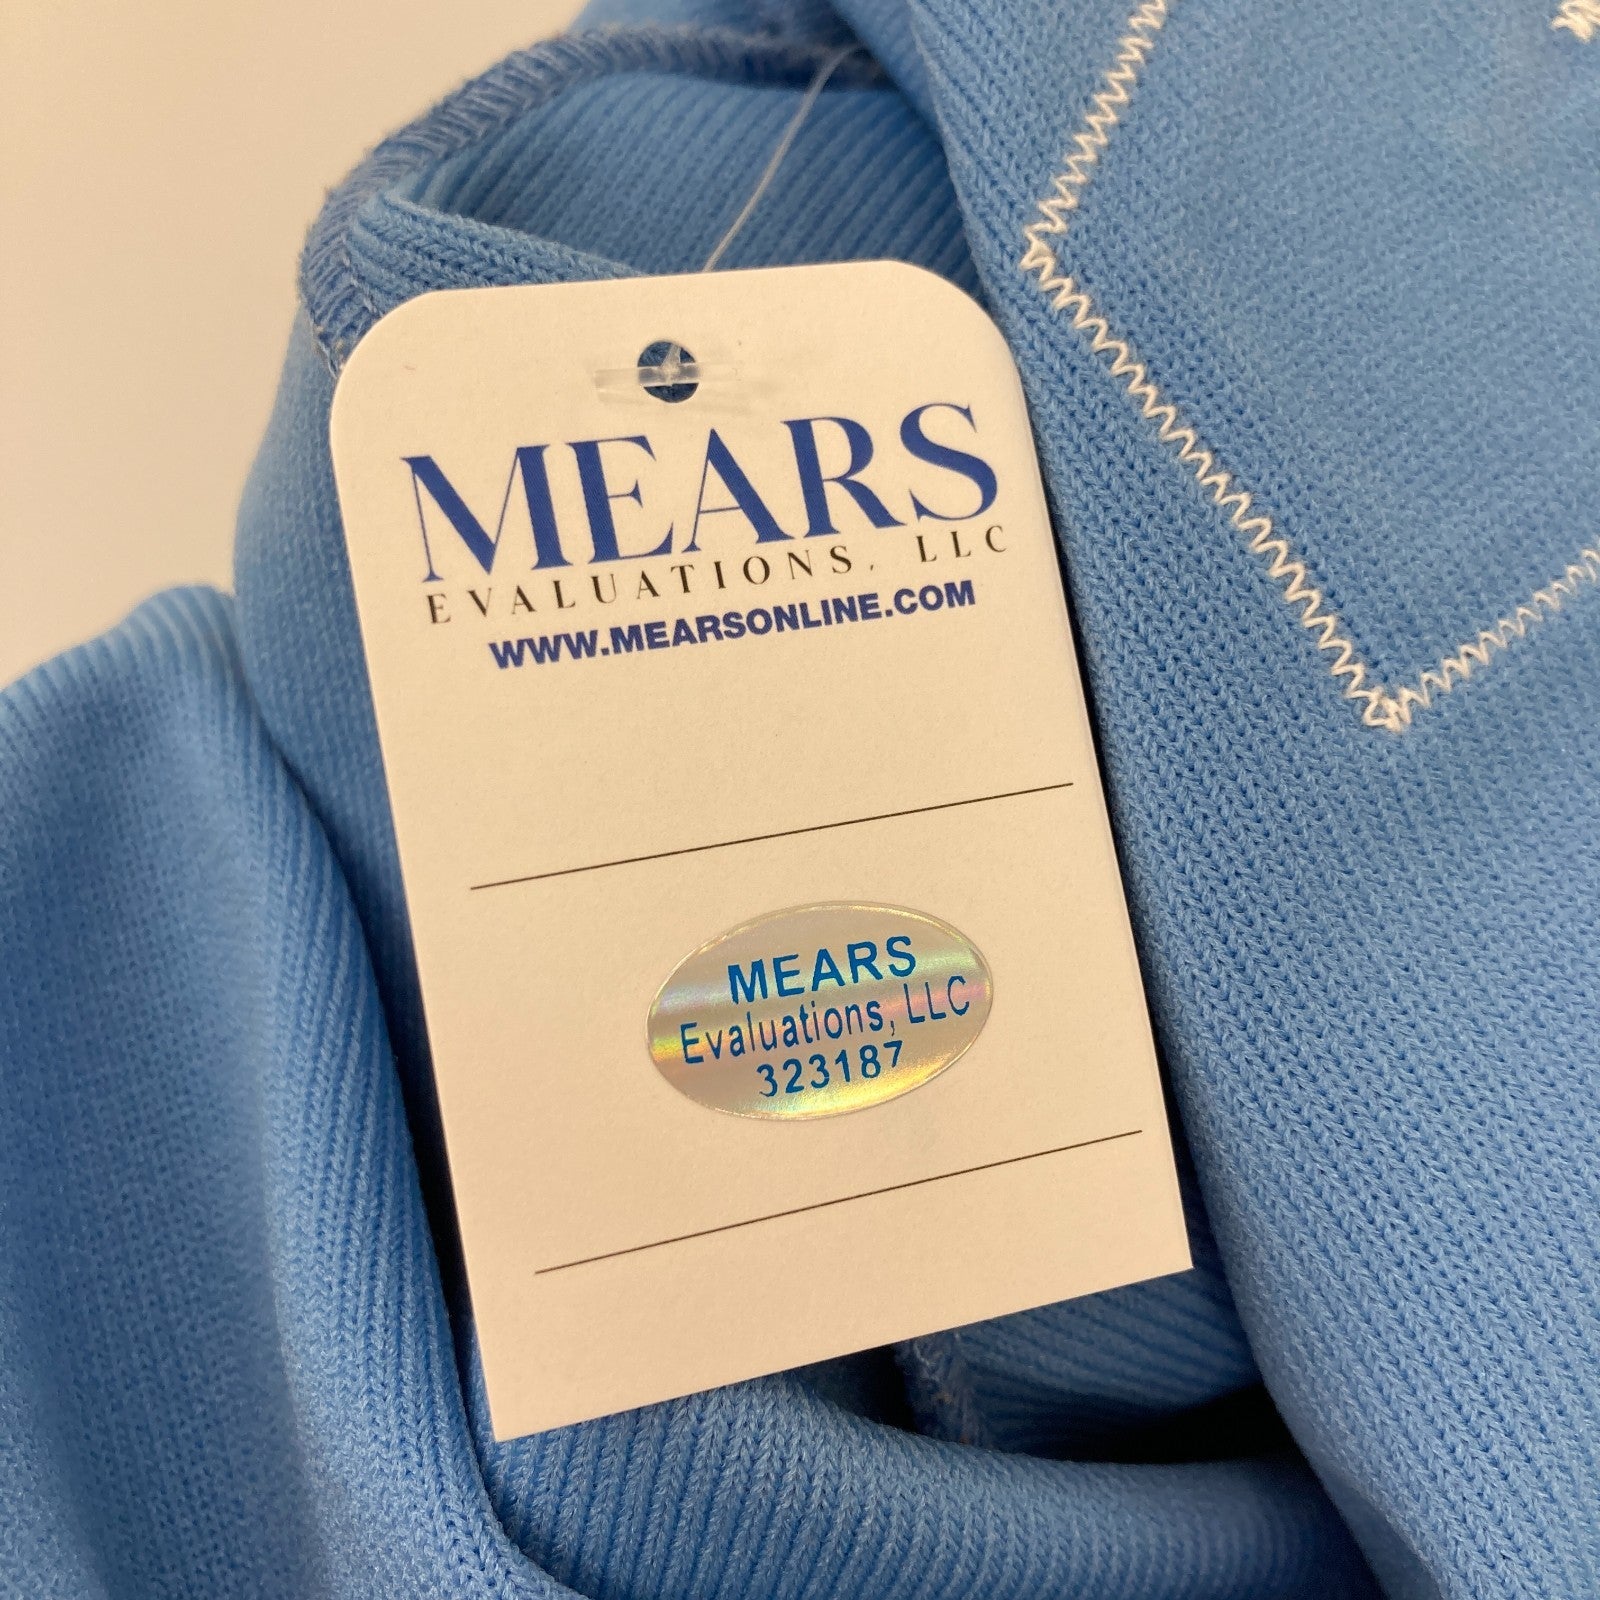 MEARS
EVALUATIONS, LLC
WWW.MEARSONLINE.COM
MEARS
Evaluations, LLC
323187